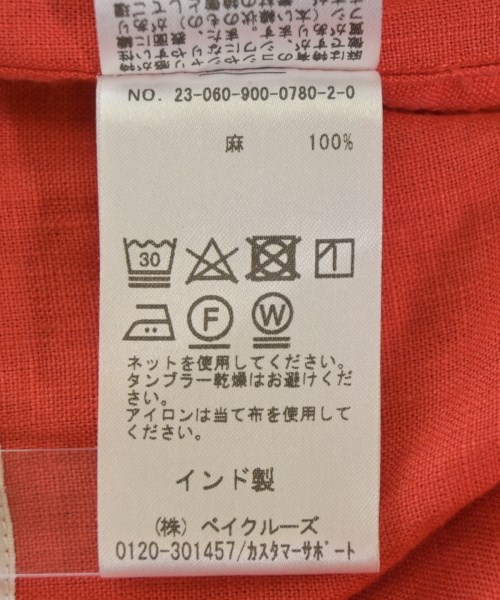 NO. 23-060-900-0780-2-0
麻 100%
30
F
W
ネットを使用してください。
タンブラー乾燥はお避けくだ
さい。
アイロンは当て布を使用して
ください。
インド製
(株) ベイクルーズ
0120-301457/カスタマーサポート